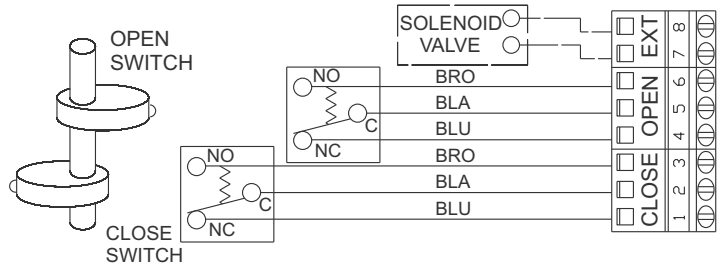 OPEN
SWITCH
SOLENOID
VALVE
NO
C
NC
BRO
BLA
BLU
NO
C
NC
BRO
BLA
BLU
CLOSE
SWITCH
EXT
OPEN
CLOSE
8
7
6
5
4
3
2
1